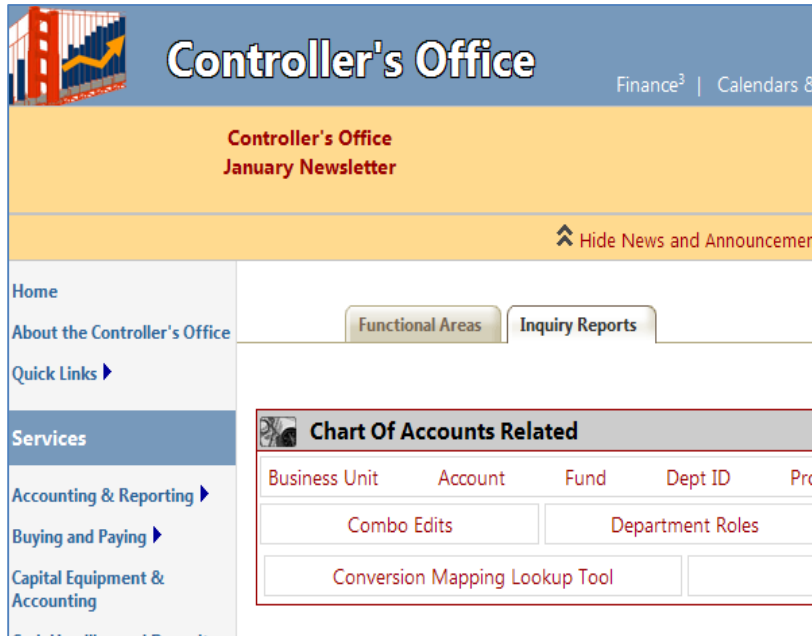 Controller's Office
Finance³ | Calendars &
Controller's Office
January Newsletter
Hide News and
Home
About the Controller's Office
Quick Links
Functional Areas
Inquiry Reports
Services
Accounting & Reporting
Buying and Paying
Capital Equipment &
Accounting
Chart Of Accounts Related
Business Unit Account Fund Dept ID
Combo Edits Department Roles
Conversion Mapping Lookup Tool